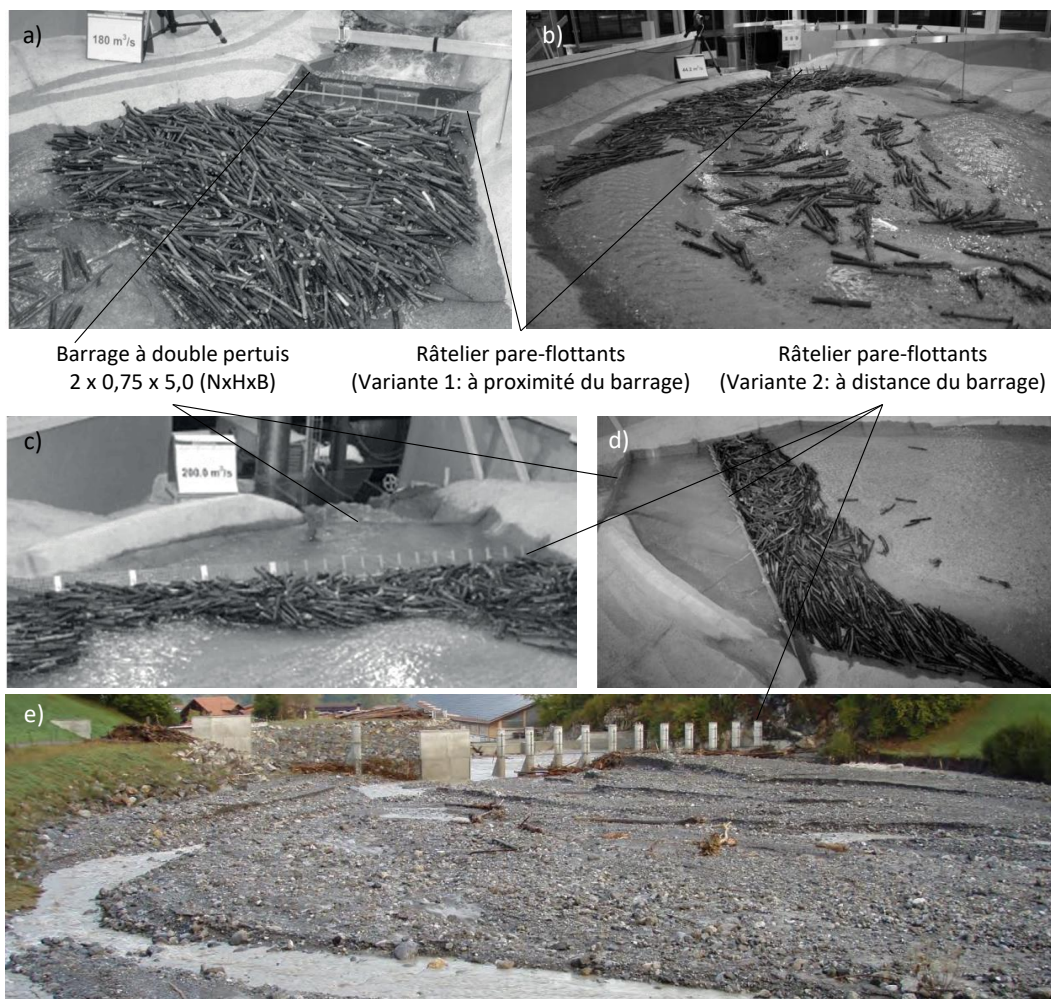 a)
180 m³/s
b)
Barrage à double pertuis
2 x 0,75 x 5,0 (NxHxB)
Râtelier pare-flottants
(Variante 1: à proximité du barrage)
Râtelier pare-flottants
(Variante 2: à distance du barrage)
c)
200.0 m³/s
d)
e)